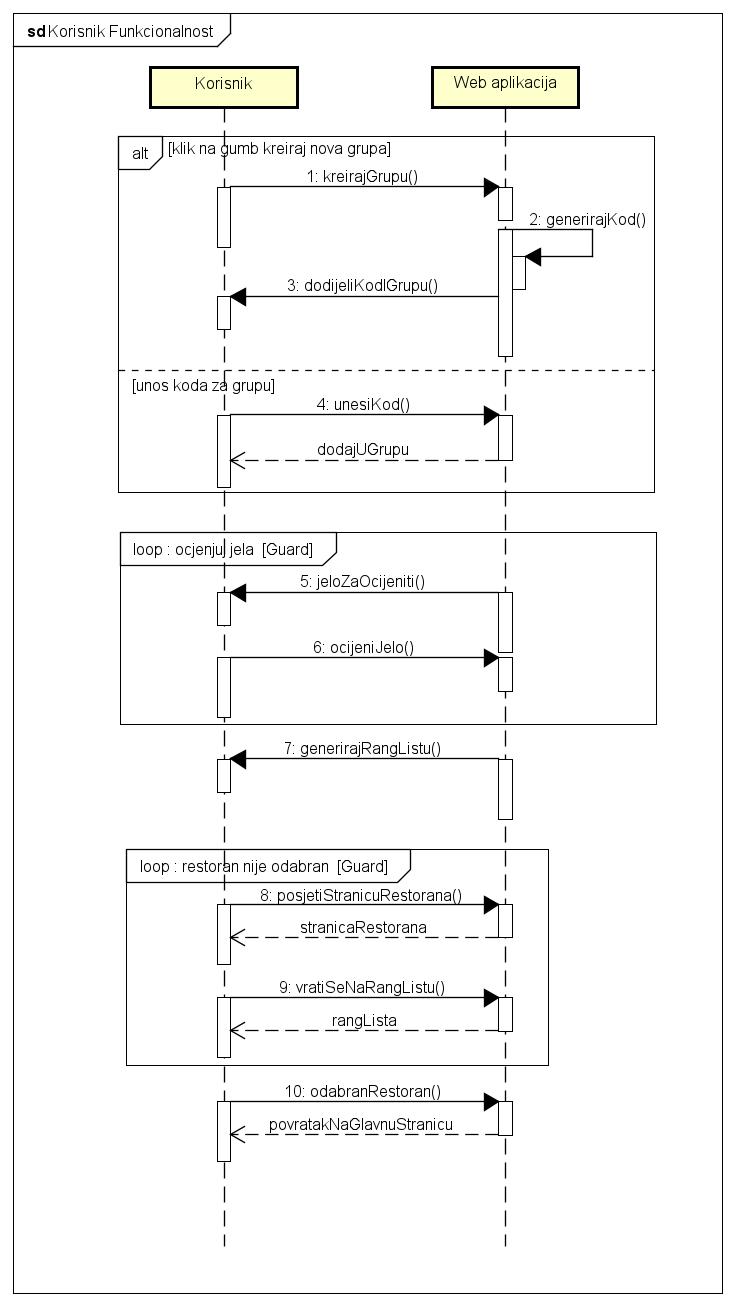 sd Korisnik Funkcionalnost
Korisnik
Web aplikacija
alt
[klik na gumb kreiraj nova grupa]
1: kreirajGrupu()
2: generirajKod()
3: dodijeliKodIGrupu()
[unos koda za grupu]
4: unesiKod()
dodajUGrupu
loop : ocjenjuj jela [Guard]
5: jeloZaOcijeniti()
6: ocijeniJelo()
7: generirajRangListu()
loop : restoran nije odabran [Guard]
8: posjetiStranicuRestorana()
stranicaRestorana
9: vratiSeNaRangListu()
rangLista
10: odabranRestoran()
povratakNaGlavnuStranicu